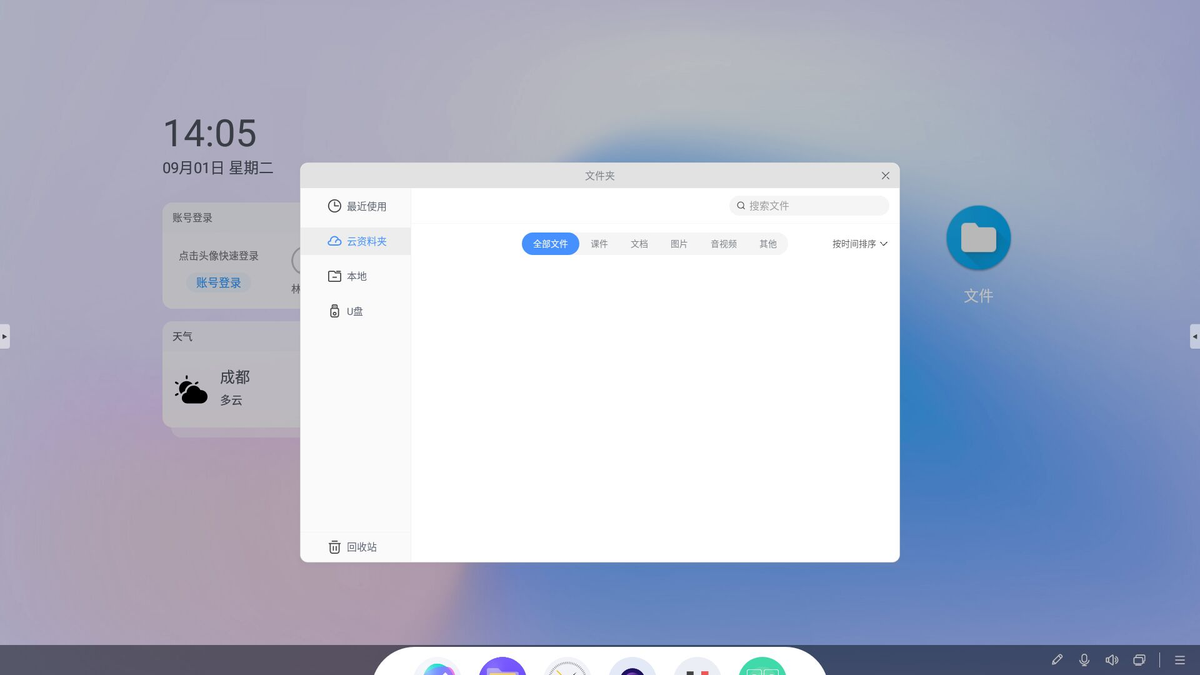 14:05
09月01日 星期二
账号登录
点击头像快速登录
账号登录
林
天气
成都
多云
文件夹
最近使用
云资料夹
本地
U盘
回收站
搜索文件
全部文件 课件 文档 图片 音视频 其他
按时间排序
文件